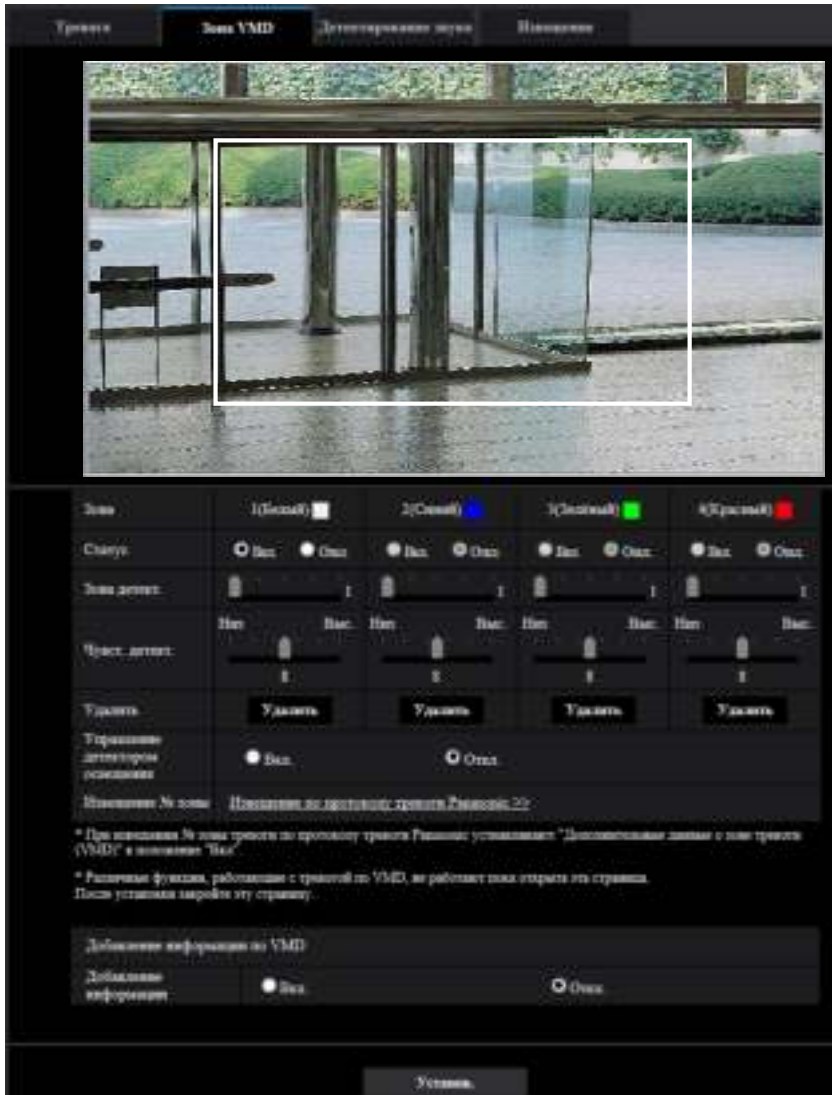 Тревога
Зона VMD
Детектирование звука
Извещение
Зона 1(Белый) 2(Синий) 3(Зелёный) 4(Красный)
Статус Вкл. Откл. Вкл. Откл. Вкл. Откл. Вкл. Откл.
Зона детект. 1 1 1 1
Низ Выс. Низ Выс. Низ Выс. Низ Выс.
Чувст. детект.
8 8 8 8
Удалить Удалить Удалить Удалить Удалить
Управление
детектором
освещения
Вкл. Откл.
Извещение № зоны Извещение по протоколу тревоги Panasonic >>
* При извещении № зоны тревоги по протоколу тревоги Panasonic устанавливают "Дополнительные данные о зоне тревоги
(VMD)" в положение "Вкл".
* Различные функции, работающие с тревогой по VMD, не работают пока открыта эта страница.
После установки закройте эту страницу.
Добавление информации по VMD
Добавление
информации
Вкл. Откл.
Установ.